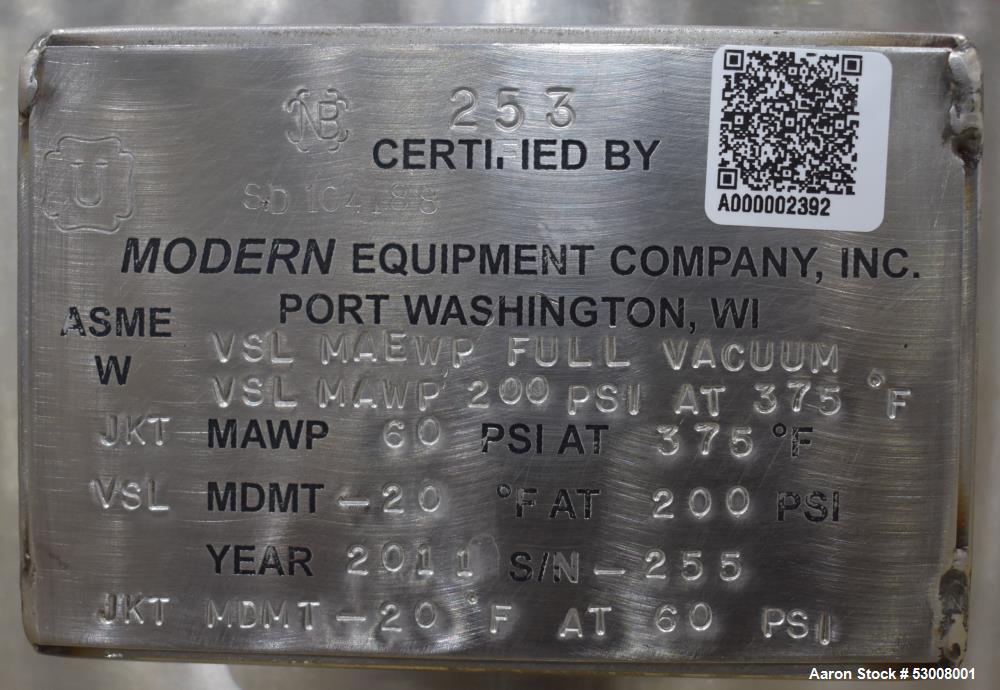 NB 253
CERTIFIED BY
U
SD 104188
A000002392
MODERN EQUIPMENT COMPANY, INC.
PORT WASHINGTON, WI
ASME
W
VSL MAEWP FULL VACUUM
VSL MAWP 200 PSI AT 375 °F
JKT MAWP 60 PSI AT 375 °F
VSL MDMT -20 °F AT 200 PSI
YEAR 2011 S/N - 255
JKT MDMT -20 °F AT 60 PSI
Aaron Stock # 53008001